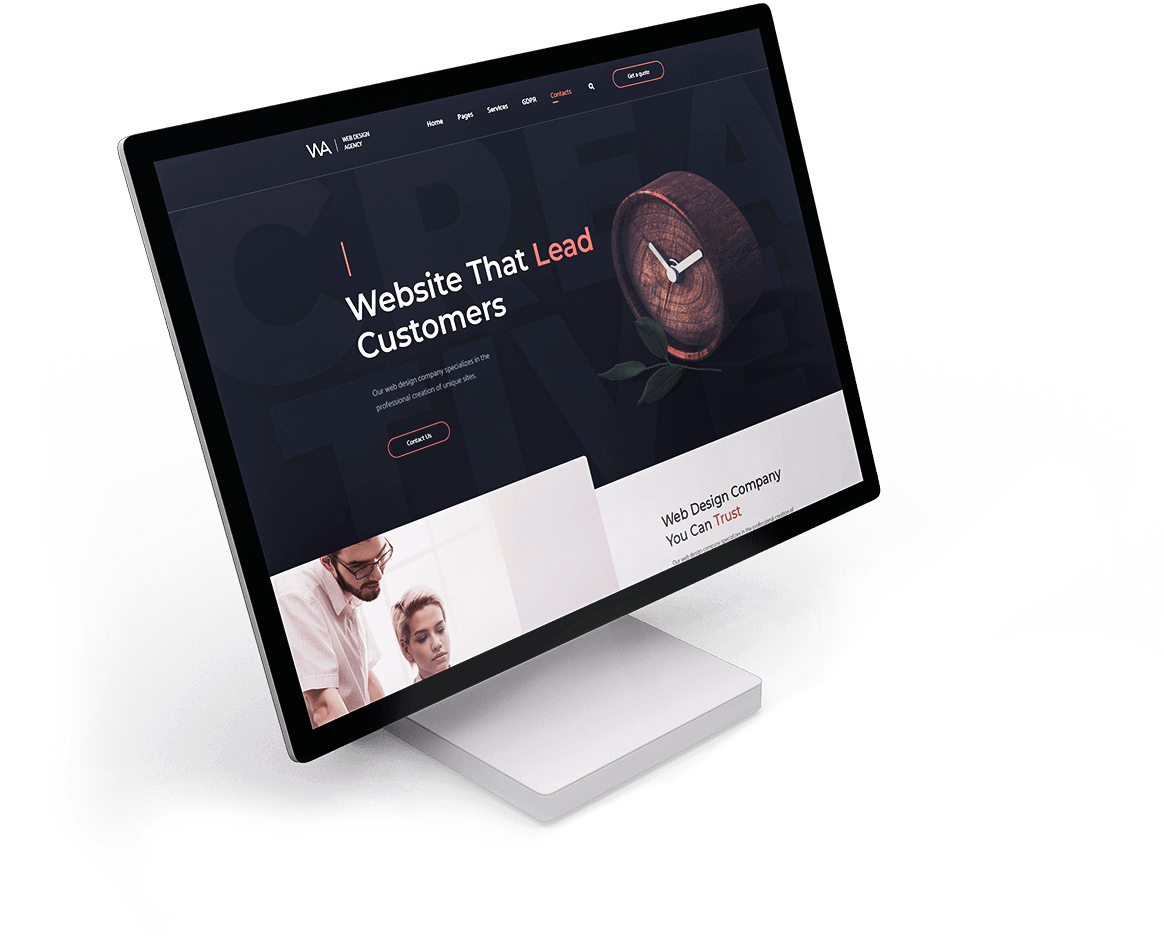 WA
WEB DESIGN
AGENCY
Home
Pages
Services
GDPR
Contacts
Get a quote
CREA
TIVE
Website That Lead
Customers
Our web design company specializes in the
professional creation of unique sites.
Contact Us
Web Design Company
You Can Trust
Our web design company specializes in the professional creation of